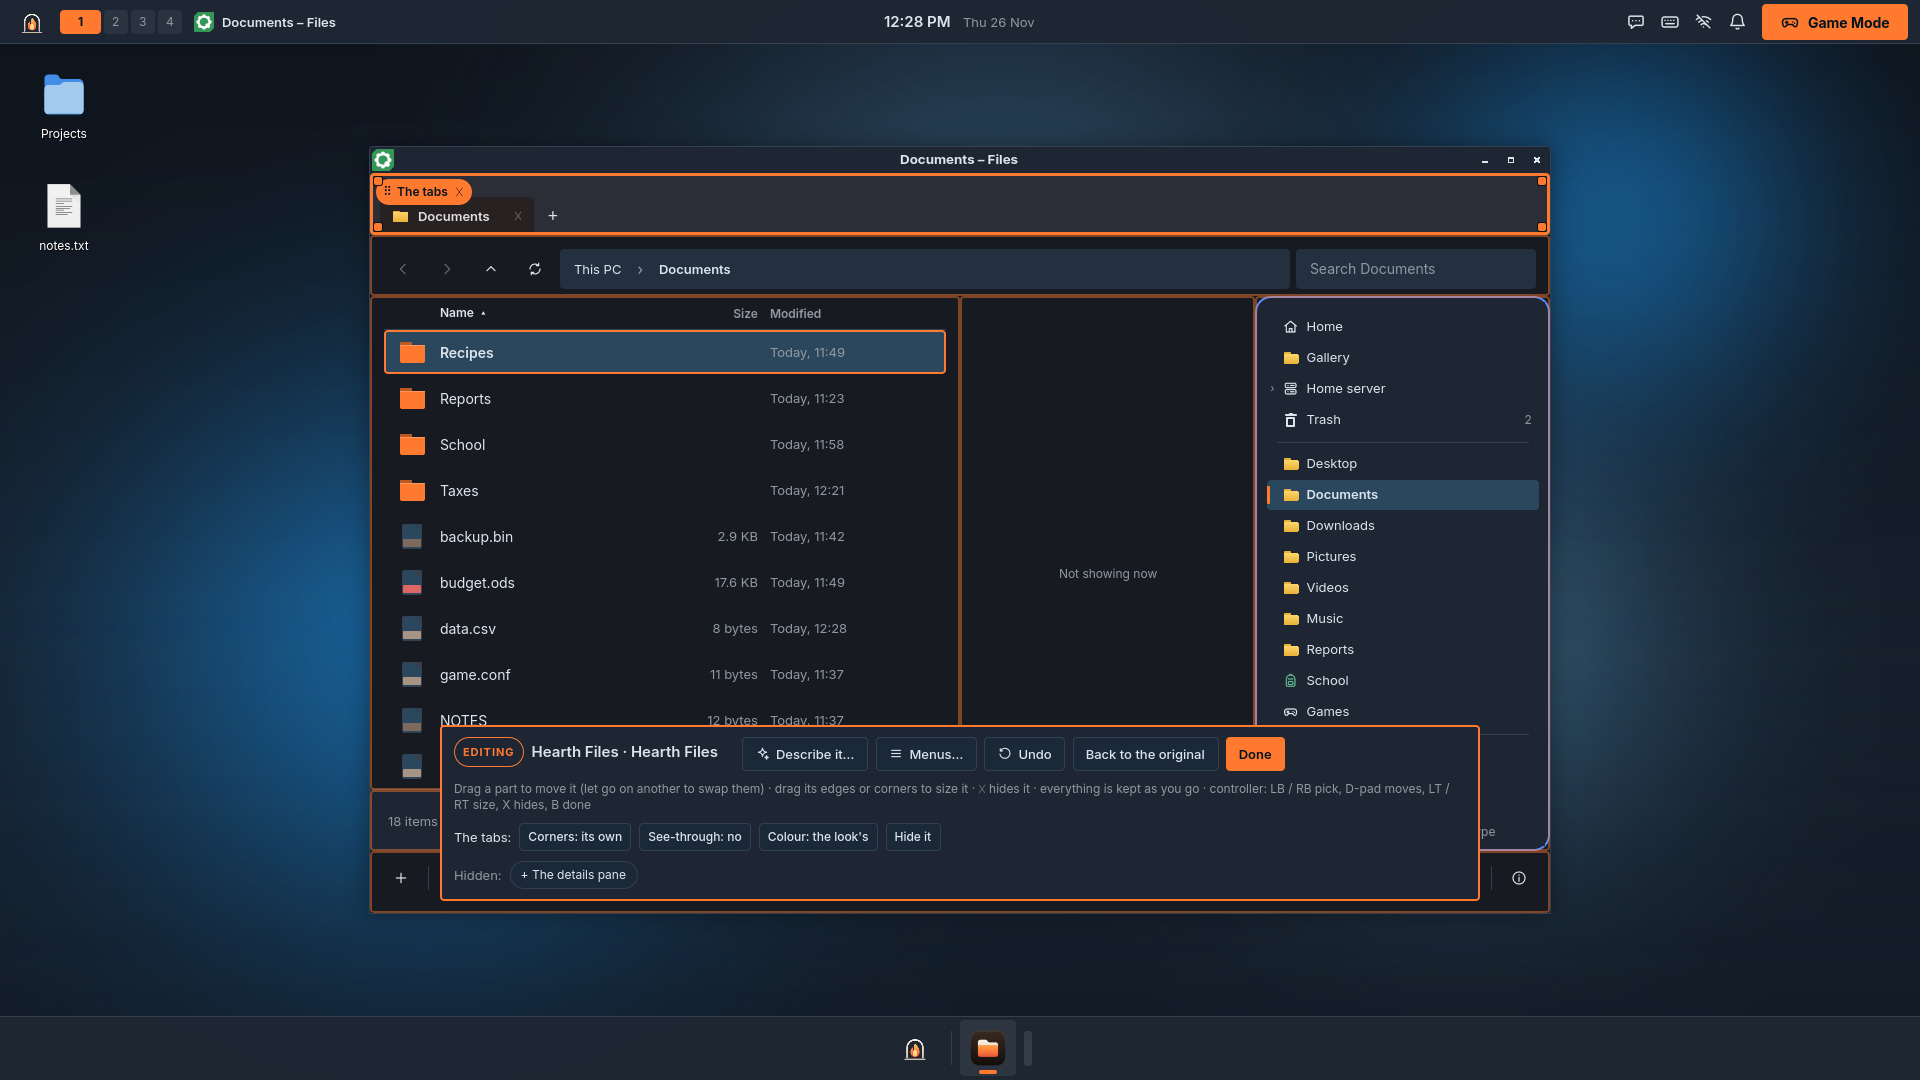 1 2 3 4 Documents – Files 12:28 PM Thu 26 Nov Game Mode
Projects
notes.txt
Documents – Files
The tabs X
Documents X +
This PC › Documents Search Documents
Name Size Modified
Recipes Today, 11:49
Reports Today, 11:23
School Today, 11:58
Taxes Today, 12:21
backup.bin 2.9 KB Today, 11:42
budget.ods 17.6 KB Today, 11:49
data.csv 8 bytes Today, 12:28
game.conf 11 bytes Today, 11:37
NOTES 12 bytes Today, 11:37
Not showing now
Home
Gallery
Home server
Trash 2
Desktop
Documents
Downloads
Pictures
Videos
Music
Reports
School
Games
18 items
EDITING Hearth Files · Hearth Files Describe it... Menus... Undo Back to the original Done
Drag a part to move it (let go on another to swap them) · drag its edges or corners to size it · X hides it · everything is kept as you go · controller: LB / RB pick, D-pad moves, LT /
RT size, X hides, B done
The tabs: Corners: its own See-through: no Colour: the look's Hide it
Hidden: + The details pane